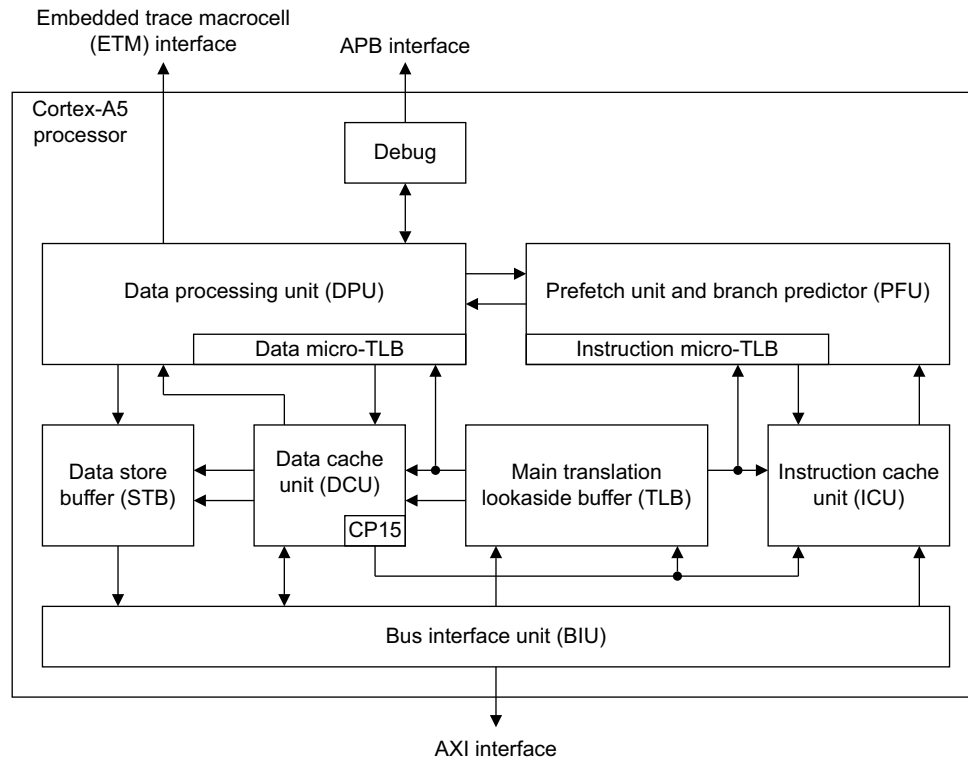 Embedded trace macrocell
(ETM) interface
APB interface
Cortex-A5
processor
Debug
Data processing unit (DPU)
Prefetch unit and branch predictor (PFU)
Data micro-TLB
Instruction micro-TLB
Data store
buffer (STB)
Data cache
unit (DCU)
CP15
Main translation
lookaside buffer (TLB)
Instruction cache
unit (ICU)
Bus interface unit (BIU)
AXI interface